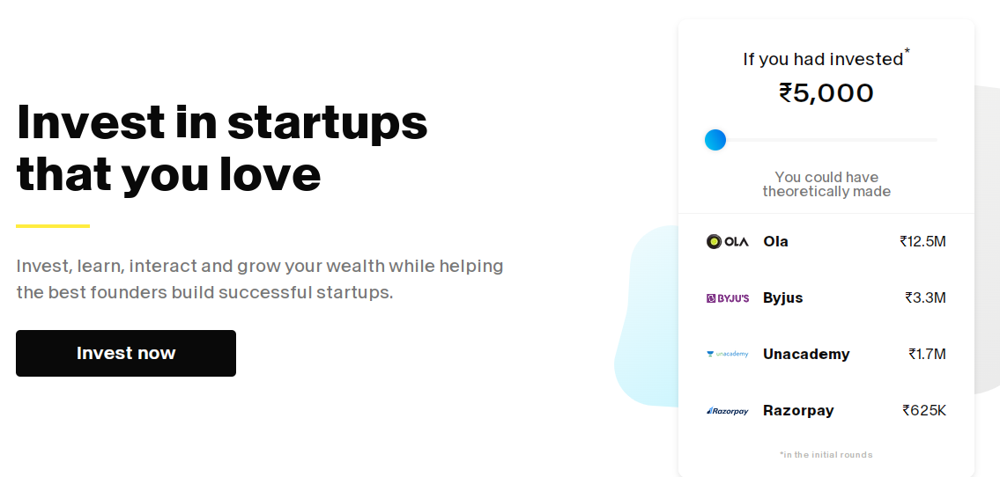 Invest in startups
that you love
Invest, learn, interact and grow your wealth while helping
the best founders build successful startups.
Invest now
If you had invested*
₹5,000
You could have
theoretically made
OLA Ola ₹12.5M
BYJU'S Byjus ₹3.3M
unacademy Unacademy ₹1.7M
Razorpay Razorpay ₹625K
*in the initial rounds